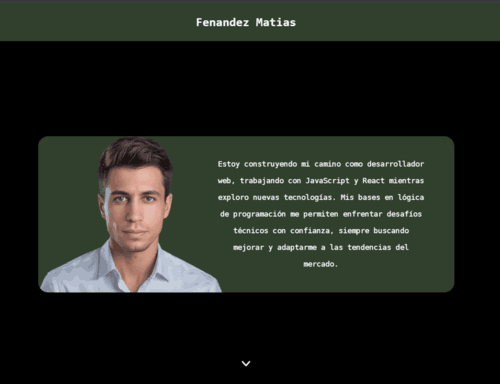 Fenandez Matias
Estoy construyendo mi camino como desarrollador
web, trabajando con JavaScript y React mientras
exploro nuevas tecnologías. Mis bases en lógica
de programación me permiten enfrentar desafíos
técnicos con confianza, siempre buscando
mejorar y adaptarme a las tendencias del
mercado.